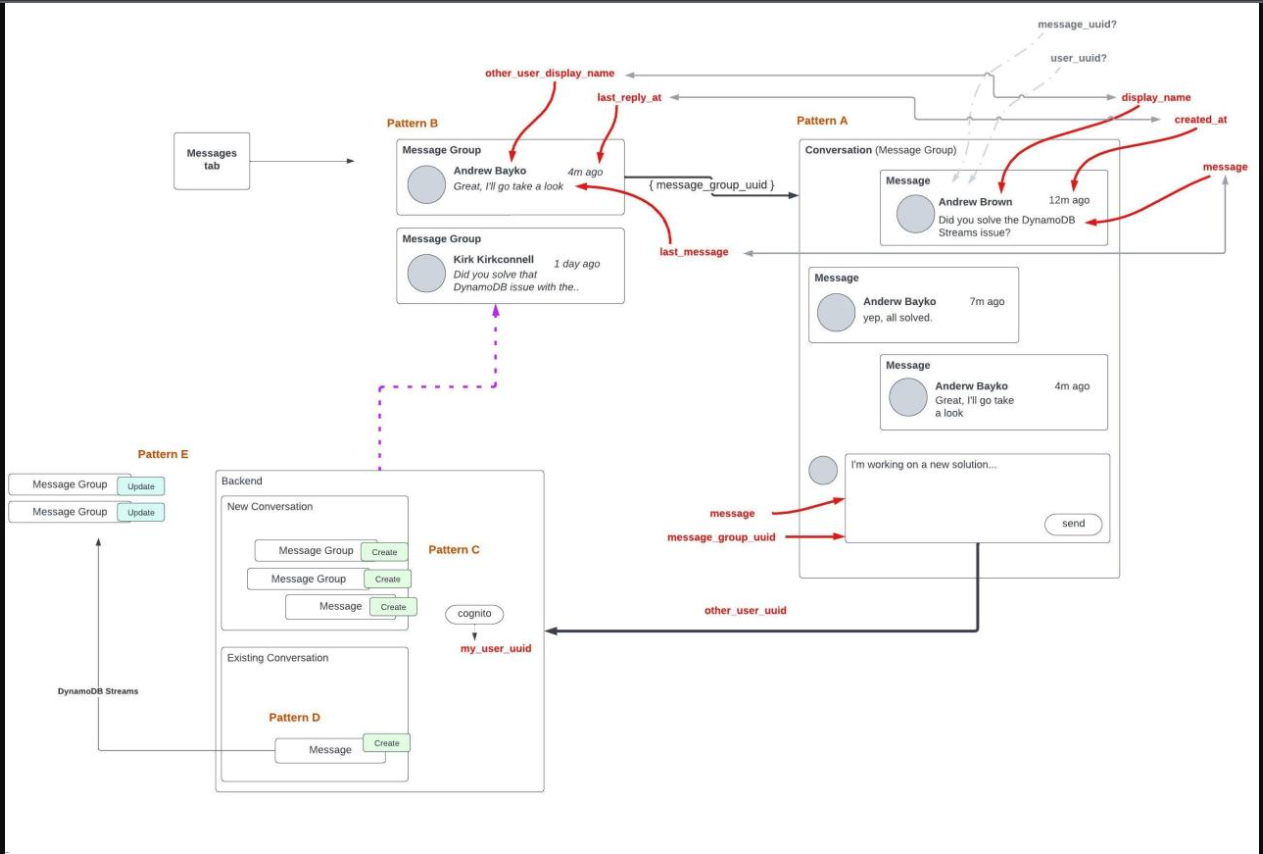 message_uuid?
user_uuid?
other_user_display_name
last_reply_at
display_name
created_at
message
Messages
tab
Pattern B
Message Group
Andrew Bayko
4m ago
Great, I'll go take a look
Message Group
Kirk Kirkconnell
1 day ago
Did you solve that
DynamoDB issue with the..
{ message_group_uuid }
last_message
Pattern A
Conversation (Message Group)
Message
Andrew Brown
12m ago
Did you solve the DynamoDB
Streams issue?
Message
Anderw Bayko
7m ago
yep, all solved.
Message
Anderw Bayko
4m ago
Great, I'll go take
a look
I'm working on a new solution...
send
message
message_group_uuid
other_user_uuid
Pattern E
Message Group
Update
Message Group
Update
DynamoDB Streams
Backend
New Conversation
Message Group
Create
Message Group
Create
Message
Create
Pattern C
cognito
my_user_uuid
Existing Conversation
Pattern D
Message
Create